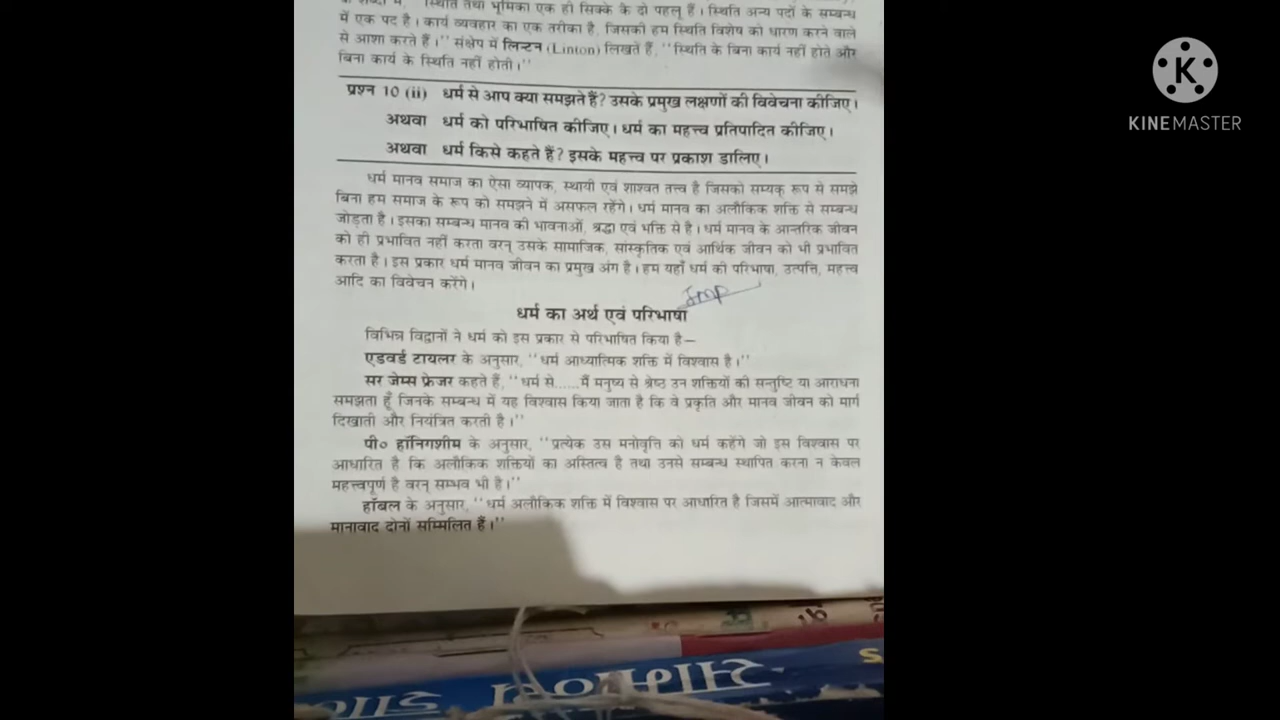 के शब्दों में, "स्थिति तथा भूमिका एक ही सिक्के के दो पहलू हैं। स्थिति अन्य पदों के सम्बन्ध
में एक पद है। कार्य व्यवहार का एक तरीका है, जिसकी हम स्थिति विशेष को धारण करने वाले
से आशा करते हैं।" संक्षेप में लिन्टन (Linton) लिखते हैं, "स्थिति के बिना कार्य नहीं होते और
बिना कार्य के स्थिति नहीं होती।"
प्रश्न 10 (ii) धर्म से आप क्या समझते हैं? उसके प्रमुख लक्षणों की विवेचना कीजिए।
अथवा धर्म को परिभाषित कीजिए। धर्म का महत्त्व प्रतिपादित कीजिए।
अथवा धर्म किसे कहते हैं? इसके महत्त्व पर प्रकाश डालिए।
धर्म मानव समाज का ऐसा व्यापक, स्थायी एवं शाश्वत तत्त्व है जिसको सम्यक् रूप से समझे
बिना हम समाज के रूप को समझने में असफल रहेंगे। धर्म मानव का अलौकिक शक्ति से सम्बन्ध
जोड़ता है। इसका सम्बन्ध मानव की भावनाओं, श्रद्धा एवं भक्ति से है। धर्म मानव के आन्तरिक जीवन
को ही प्रभावित नहीं करता वरन् उसके सामाजिक, सांस्कृतिक एवं आर्थिक जीवन को भी प्रभावित
करता है। इस प्रकार धर्म मानव जीवन का प्रमुख अंग है। हम यहाँ धर्म की परिभाषा, उत्पत्ति, महत्त्व
आदि का विवेचन करेंगे।
Imp
धर्म का अर्थ एवं परिभाषा
विभिन्न विद्वानों ने धर्म को इस प्रकार से परिभाषित किया है—
एडवर्ड टायलर के अनुसार, "धर्म आध्यात्मिक शक्ति में विश्वास है।"
सर जेम्स फ्रेजर कहते हैं, "धर्म से......मैं मनुष्य से श्रेष्ठ उन शक्तियों की सन्तुष्टि या आराधना
समझता हूँ जिनके सम्बन्ध में यह विश्वास किया जाता है कि वे प्रकृति और मानव जीवन को मार्ग
दिखाती और नियंत्रित करती है।"
पी० हॉनिगशीम के अनुसार, "प्रत्येक उस मनोवृत्ति को धर्म कहेंगे जो इस विश्वास पर
आधारित है कि अलौकिक शक्तियों का अस्तित्व है तथा उनसे सम्बन्ध स्थापित करना न केवल
महत्त्वपूर्ण है वरन् सम्भव भी है।"
हॉबल के अनुसार, "धर्म अलौकिक शक्ति में विश्वास पर आधारित है जिसमें आत्मावाद और
मानावाद दोनों सम्मिलित हैं।"
K
KINEMASTER